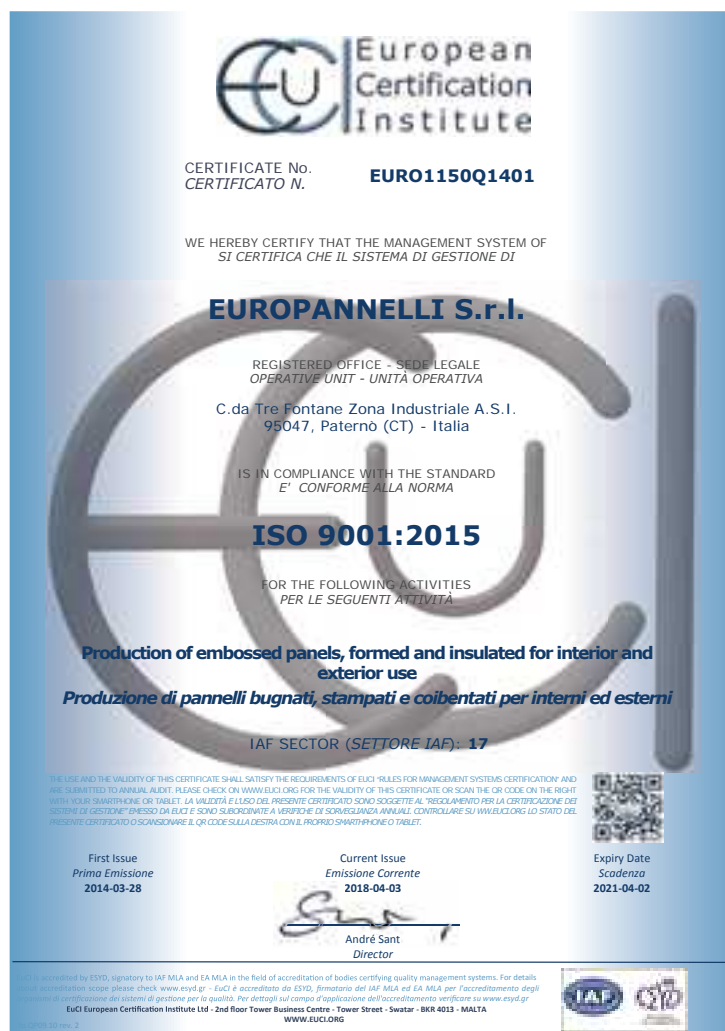 European
Certification
Institute
CERTIFICATE No.
CERTIFICATO N.
EURO1150Q1401
WE HEREBY CERTIFY THAT THE MANAGEMENT SYSTEM OF
SI CERTIFICA CHE IL SISTEMA DI GESTIONE DI
EUROPANNELLI S.r.l.
REGISTERED OFFICE - SEDE LEGALE
OPERATIVE UNIT - UNITÀ OPERATIVA
C.da Tre Fontane Zona Industriale A.S.I.
95047, Paternò (CT) - Italia
IS IN COMPLIANCE WITH THE STANDARD
E' CONFORME ALLA NORMA
ISO 9001:2015
FOR THE FOLLOWING ACTIVITIES
PER LE SEGUENTI ATTIVITÀ
Production of embossed panels, formed and insulated for interior and
exterior use
Produzione di pannelli bugnati, stampati e coibentati per interni ed esterni
IAF SECTOR (SETTORE IAF): 17
THE USE AND THE VALIDITY OF THIS CERTIFICATE SHALL SATISFY THE REQUIREMENTS OF EUCI "RULES FOR MANAGEMENT SYSTEMS CERTIFICATION" AND
ARE SUBMITTED TO ANNUAL AUDIT. PLEASE CHECK ON WWW.EUCI.ORG FOR THE VALIDITY OF THIS CERTIFICATE OR SCAN THE QR CODE ON THE RIGHT
WITH YOUR SMARTPHONE OR TABLET. LA VALIDITÀ E L'USO DEL PRESENTE CERTIFICATO SONO SOGGETTE AL "REGOLAMENTO PER LA CERTIFICAZIONE DEI
SISTEMI DI GESTIONE" EMESSO DA EUCI E SONO SUBORDINATE A VERIFICHE DI SORVEGLIANZA ANNUALI. CONTROLLARE SU WW.EUCI.ORG LO STATO DEL
PRESENTE CERTIFICATO O SCANSIONARE IL QR CODE SULLA DESTRA CON IL PROPRIO SMARTHPHONE O TABLET.
First Issue
Prima Emissione
2014-03-28
Current Issue
Emissione Corrente
2018-04-03
Expiry Date
Scadenza
2021-04-02
André Sant
Director
EuCI is accredited by ESYD, signatory to IAF MLA and EA MLA in the field of accreditation of bodies certifying quality management systems. For details
accreditation scope please check www.esyd.gr - EuCI è accreditato da ESYD, firmatario del IAF MLA ed EA MLA per l'accreditamento degli
di certificazione dei sistemi di gestione per la qualità. Per dettagli sul campo d'applicazione dell'accreditamento verificare su www.esyd.gr
EuCI European Certification Institute Ltd - 2nd floor Tower Business Centre - Tower Street - Swatar - BKR 4013 - MALTA
WWW.EUCI.ORG
10 rev. 2
IAF